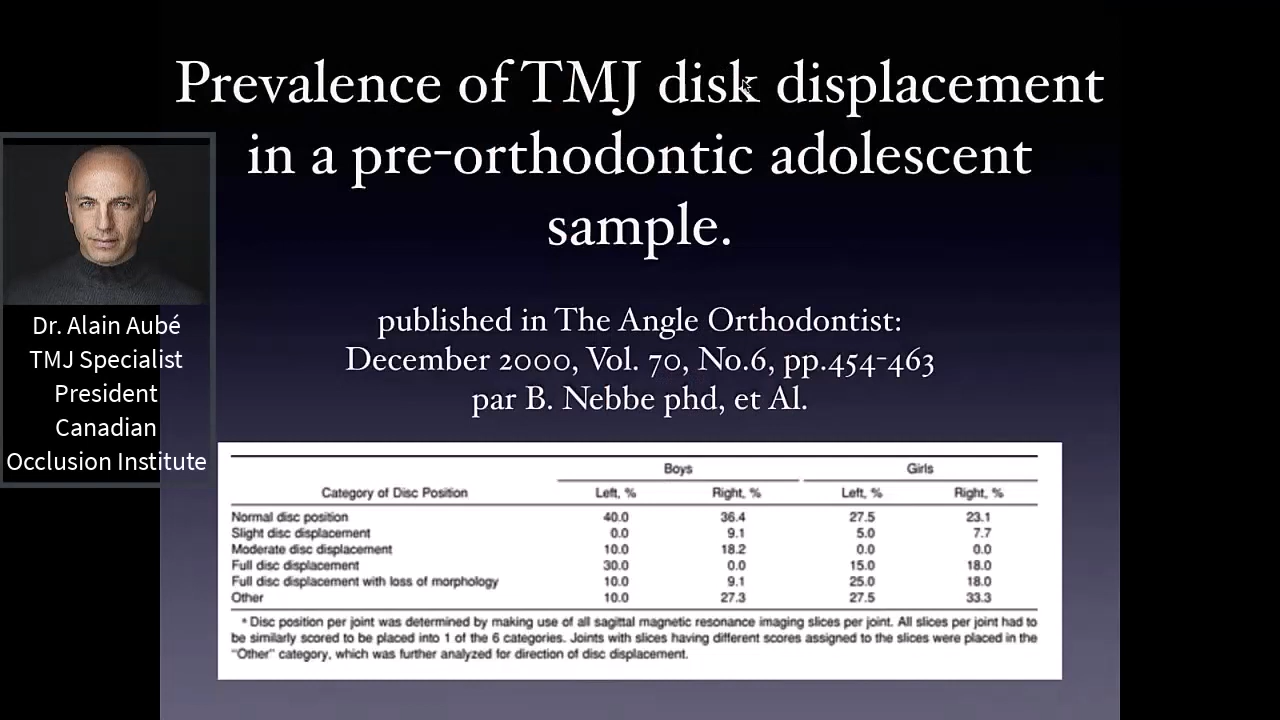 Prevalence of TMJ disk displacement
in a pre-orthodontic adolescent
sample.
Dr. Alain Aubé
TMJ Specialist
President
Canadian
Occlusion Institute
published in The Angle Orthodontist:
December 2000, Vol. 70, No.6, pp.454-463
par B. Nebbe phd, et Al.
Boys Girls
Category of Disc Position Left, % Right, % Left, % Right, %
Normal disc position 40.0 36.4 27.5 23.1
Slight disc displacement 0.0 9.1 5.0 7.7
Moderate disc displacement 10.0 18.2 0.0 0.0
Full disc displacement 30.0 0.0 15.0 18.0
Full disc displacement with loss of morphology 10.0 9.1 25.0 18.0
Other 10.0 27.3 27.5 33.3
* Disc position per joint was determined by making use of all sagittal magnetic resonance imaging slices per joint. All slices per joint had to
be similarly scored to be placed into 1 of the 6 categories. Joints with slices having different scores assigned to the slices were placed in the
"Other" category, which was further analyzed for direction of disc displacement.